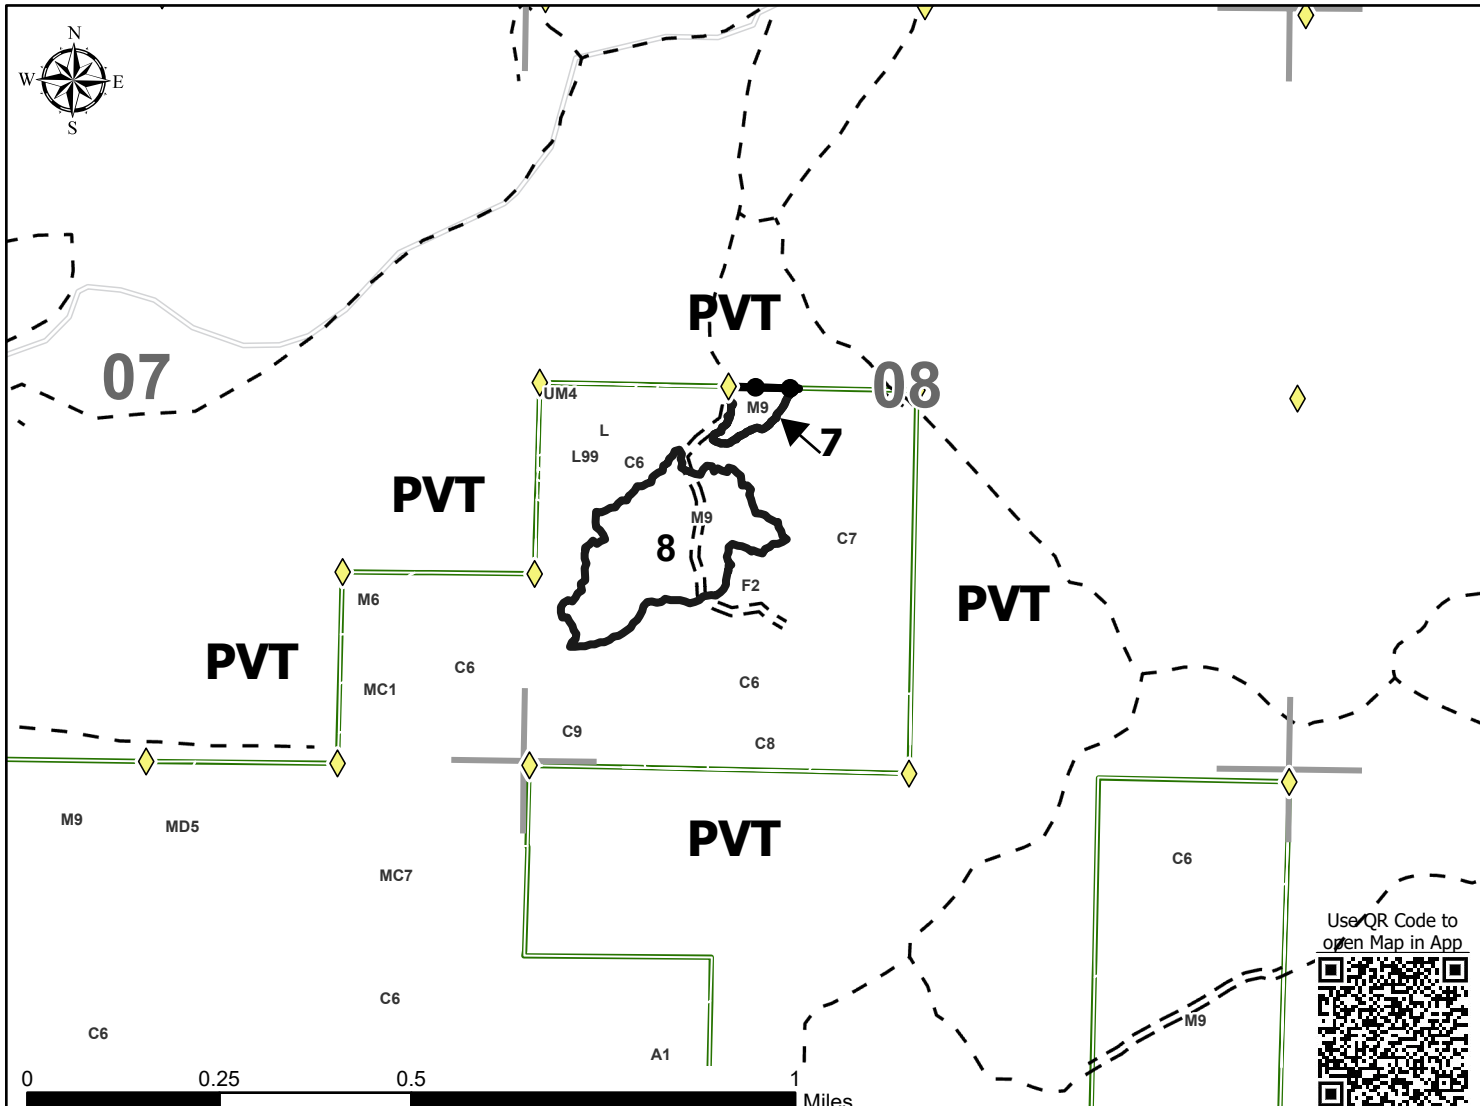 N
W E
S
PVT
07
08
UM4
M9
7
L
L99
C6
PVT
M9
8
C7
F2
M6
PVT
PVT
C6
MC1
C6
C9
C8
M9
MD5
PVT
C6
MC7
Use QR Code to
open Map in App
C6
M9
C6
A1
0 0.25 0.5 1
Miles